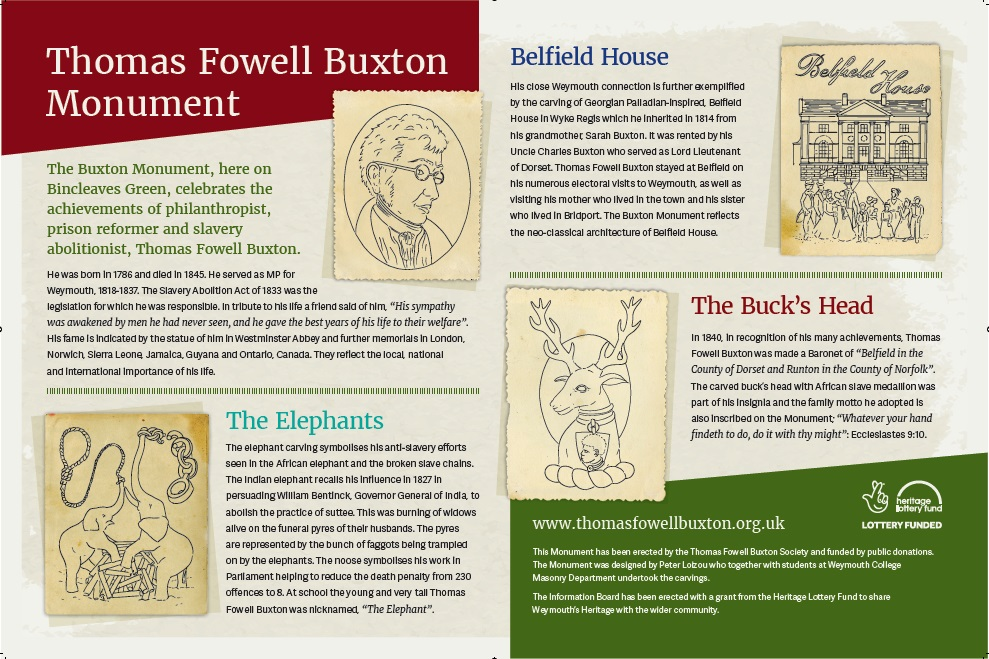 Thomas Fowell Buxton
Monument
The Buxton Monument, here on
Bincleaves Green, celebrates the
achievements of philanthropist,
prison reformer and slavery
abolitionist, Thomas Fowell Buxton.
He was born in 1786 and died in 1845. He served as MP for
Weymouth, 1818-1837. The Slavery Abolition Act of 1833 was the
legislation for which he was responsible. In tribute to his life a friend said of him, “His sympathy
was awakened by men he had never seen, and he gave the best years of his life to their welfare”.
His fame is indicated by the statue of him in Westminster Abbey and further memorials in London,
Norwich, Sierra Leone, Jamaica, Guyana and Ontario, Canada. They reflect the local, national
and international importance of his life.
The Elephants
The elephant carving symbolises his anti-slavery efforts
seen in the African elephant and the broken slave chains.
The Indian elephant recalls his influence in 1827 in
persuading William Bentinck, Governor General of India, to
abolish the practice of suttee. This was burning of widows
alive on the funeral pyres of their husbands. The pyres
are represented by the bunch of faggots being trampled
on by the elephants. The noose symbolises his work in
Parliament helping to reduce the death penalty from 230
offences to 8. At school the young and very tall Thomas
Fowell Buxton was nicknamed, “The Elephant”.
Belfield House
His close Weymouth connection is further exemplified
by the carving of Georgian Palladian-inspired, Belfield
House in Wyke Regis which he inherited in 1814 from
his grandmother, Sarah Buxton. It was rented by his
Uncle Charles Buxton who served as Lord Lieutenant
of Dorset. Thomas Fowell Buxton stayed at Belfield on
his numerous electoral visits to Weymouth, as well as
visiting his mother who lived in the town and his sister
who lived in Bridport. The Buxton Monument reflects
the neo-classical architecture of Belfield House.
Belfield
House
The Buck’s Head
In 1840, in recognition of his many achievements, Thomas
Fowell Buxton was made a Baronet of “Belfield in the
County of Dorset and Runton in the County of Norfolk”.
The carved buck’s head with African slave medallion was
part of his insignia and the family motto he adopted is
also inscribed on the Monument; “Whatever your hand
findeth to do, do it with thy might”: Ecclesiastes 9:10.
heritage
lottery fund
LOTTERY FUNDED
www.thomasfowellbuxton.org.uk
This Monument has been erected by the Thomas Fowell Buxton Society and funded by public donations.
The Monument was designed by Peter Loizou who together with students at Weymouth College
Masonry Department undertook the carvings.
The Information Board has been erected with a grant from the Heritage Lottery Fund to share
Weymouth’s Heritage with the wider community.